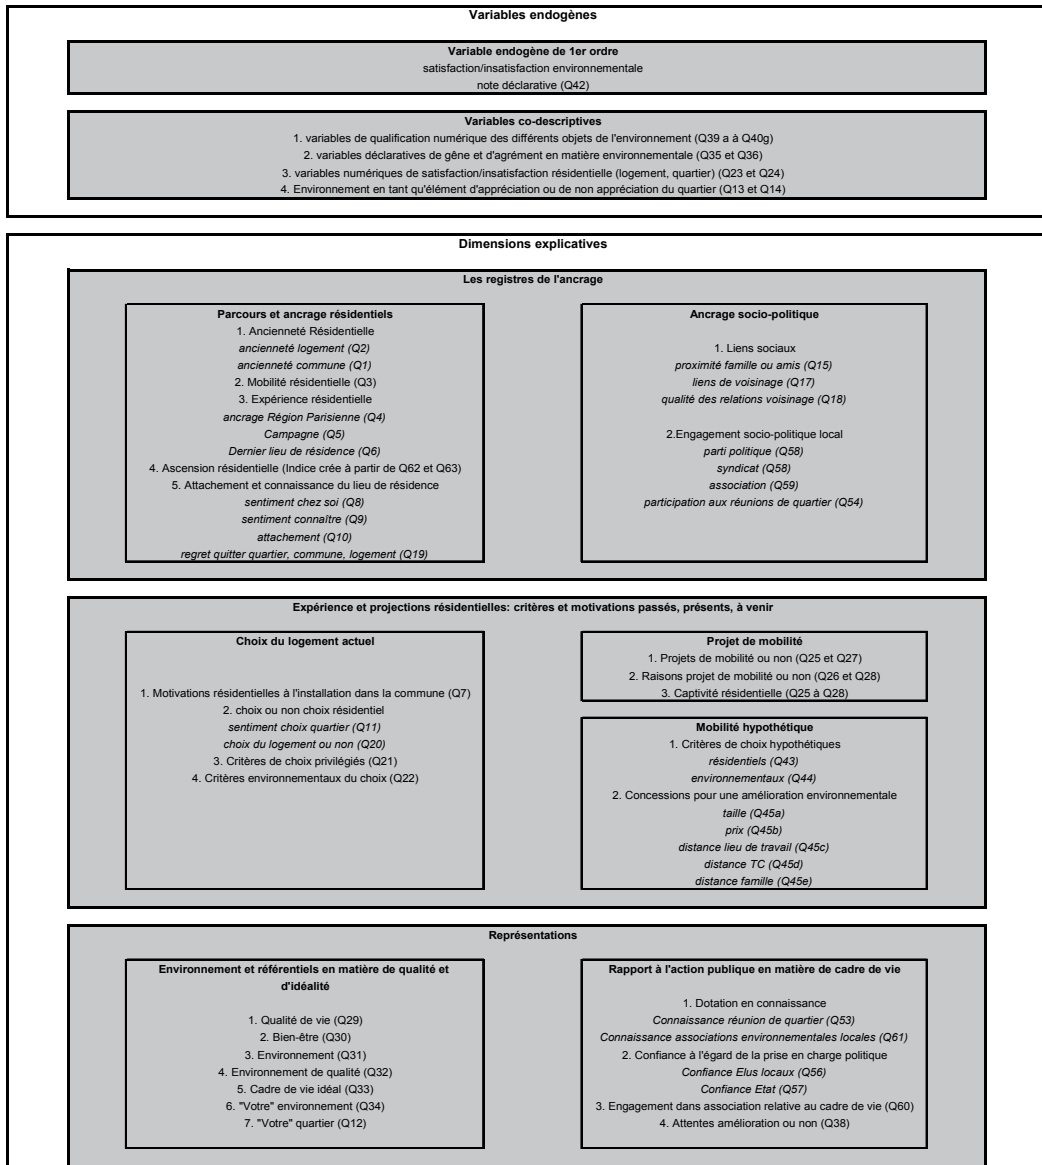 Variables endogènes
Variable endogène de 1er ordre
satisfaction/insatisfaction environnementale
note déclarative (Q42)
Variables co-descriptives
1. variables de qualification numérique des différents objets de l'environnement (Q39 a à Q40g)
2. variables déclaratives de gêne et d'agrément en matière environnementale (Q35 et Q36)
3. variables numériques de satisfaction/insatisfaction résidentielle (logement, quartier) (Q23 et Q24)
4. Environnement en tant qu'élément d'appréciation ou de non appréciation du quartier (Q13 et Q14)
Dimensions explicatives
Les registres de l'ancrage
Parcours et ancrage résidentiels
1. Ancienneté Résidentielle
ancienneté logement (Q2)
ancienneté commune (Q1)
2. Mobilité résidentielle (Q3)
3. Expérience résidentielle
ancrage Région Parisienne (Q4)
Campagne (Q5)
Dernier lieu de résidence (Q6)
4. Ascension résidentielle (Indice crée à partir de Q62 et Q63)
5. Attachement et connaissance du lieu de résidence
sentiment chez soi (Q8)
sentiment connaître (Q9)
attachement (Q10)
regret quitter quartier, commune, logement (Q19)
Ancrage socio-politique
1. Liens sociaux
proximité famille ou amis (Q15)
liens de voisinage (Q17)
qualité des relations voisinage (Q18)
2.Engagement socio-politique local
parti politique (Q58)
syndicat (Q58)
association (Q59)
participation aux réunions de quartier (Q54)
Expérience et projections résidentielles: critères et motivations passés, présents, à venir
Choix du logement actuel
1. Motivations résidentielles à l'installation dans la commune (Q7)
2. choix ou non choix résidentiel
sentiment choix quartier (Q11)
choix du logement ou non (Q20)
3. Critères de choix privilégiés (Q21)
4. Critères environnementaux du choix (Q22)
Projet de mobilité
1. Projets de mobilité ou non (Q25 et Q27)
2. Raisons projet de mobilité ou non (Q26 et Q28)
3. Captivité résidentielle (Q25 à Q28)
Mobilité hypothétique
1. Critères de choix hypothétiques
résidentiels (Q43)
environnementaux (Q44)
2. Concessions pour une amélioration environnementale
taille (Q45a)
prix (Q45b)
distance lieu de travail (Q45c)
distance TC (Q45d)
distance famille (Q45e)
Représentations
Environnement et référentiels en matière de qualité et
d'idéalité
1. Qualité de vie (Q29)
2. Bien-être (Q30)
3. Environnement (Q31)
4. Environnement de qualité (Q32)
5. Cadre de vie idéal (Q33)
6. "Votre" environnement (Q34)
7. "Votre" quartier (Q12)
Rapport à l'action publique en matière de cadre de vie
1. Dotation en connaissance
Connaissance réunion de quartier (Q53)
Connaissance associations environnementales locales (Q61)
2. Confiance à l'égard de la prise en charge politique
Confiance Elus locaux (Q56)
Confiance Etat (Q57)
3. Engagement dans association relative au cadre de vie (Q60)
4. Attentes amélioration ou non (Q38)